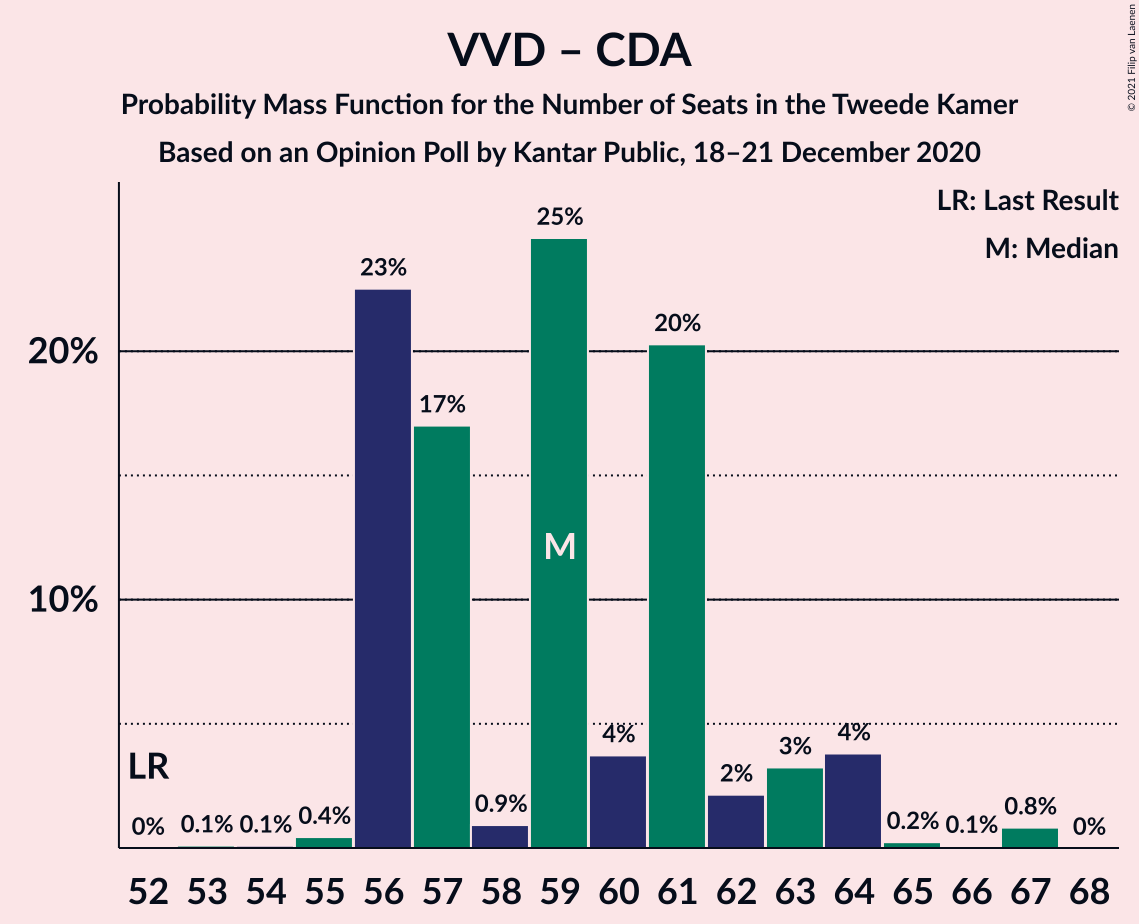 VVD – CDA
Probability Mass Function for the Number of Seats in the Tweede Kamer
Based on an Opinion Poll by Kantar Public, 18–21 December 2020
© 2021 Filip van Laenen
LR: Last Result
M: Median
25%
23%
20%
20%
17%
M
10%
4%
4%
3%
2%
LR
0.9%
0.8%
0.4%
0% 0.1% 0.1%
0.2% 0.1% 0%
52 53 54 55 56 57 58 59 60 61 62 63 64 65 66 67 68